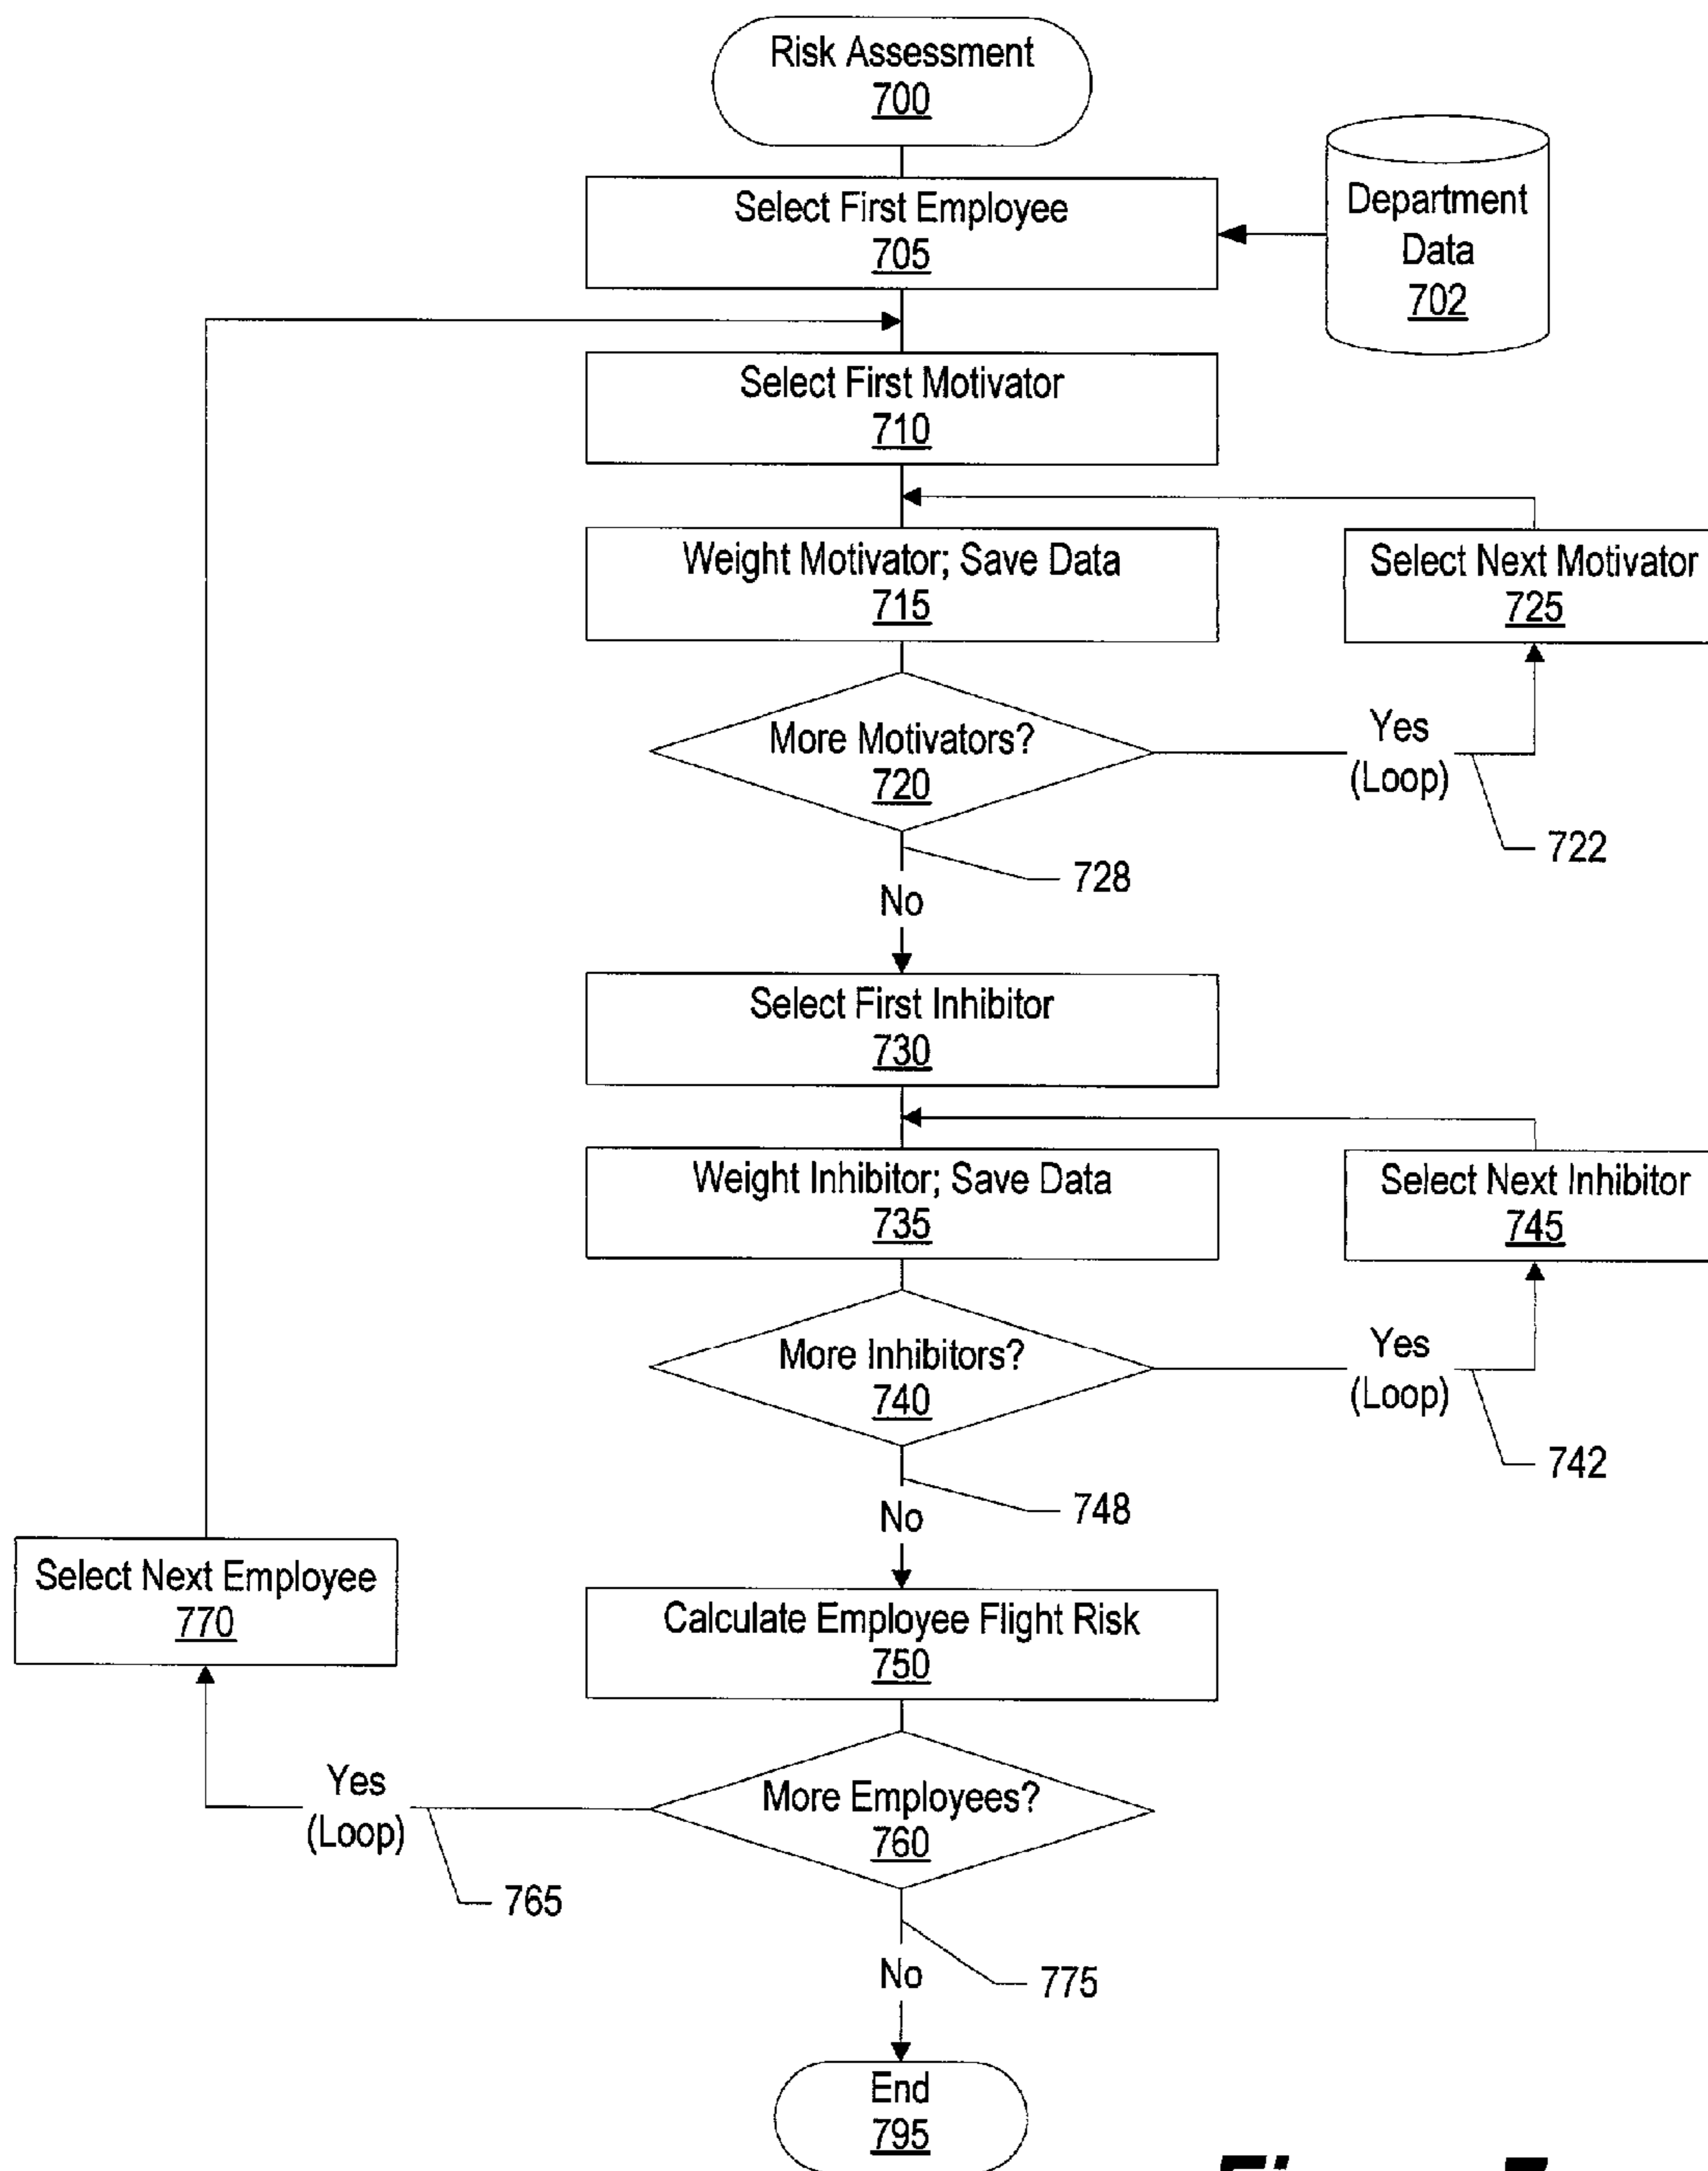 Risk Assessment
700
Select First Employee
705
Department
Data
702
Select First Motivator
710
Weight Motivator; Save Data
715
Select Next Motivator
725
More Motivators?
720
Yes
(Loop)
722
728
No
Select First Inhibitor
730
Weight Inhibitor; Save Data
735
Select Next Inhibitor
745
More Inhibitors?
740
Yes
(Loop)
742
748
No
Select Next Employee
770
Calculate Employee Flight Risk
750
More Employees?
760
Yes
(Loop)
765
775
No
End
795